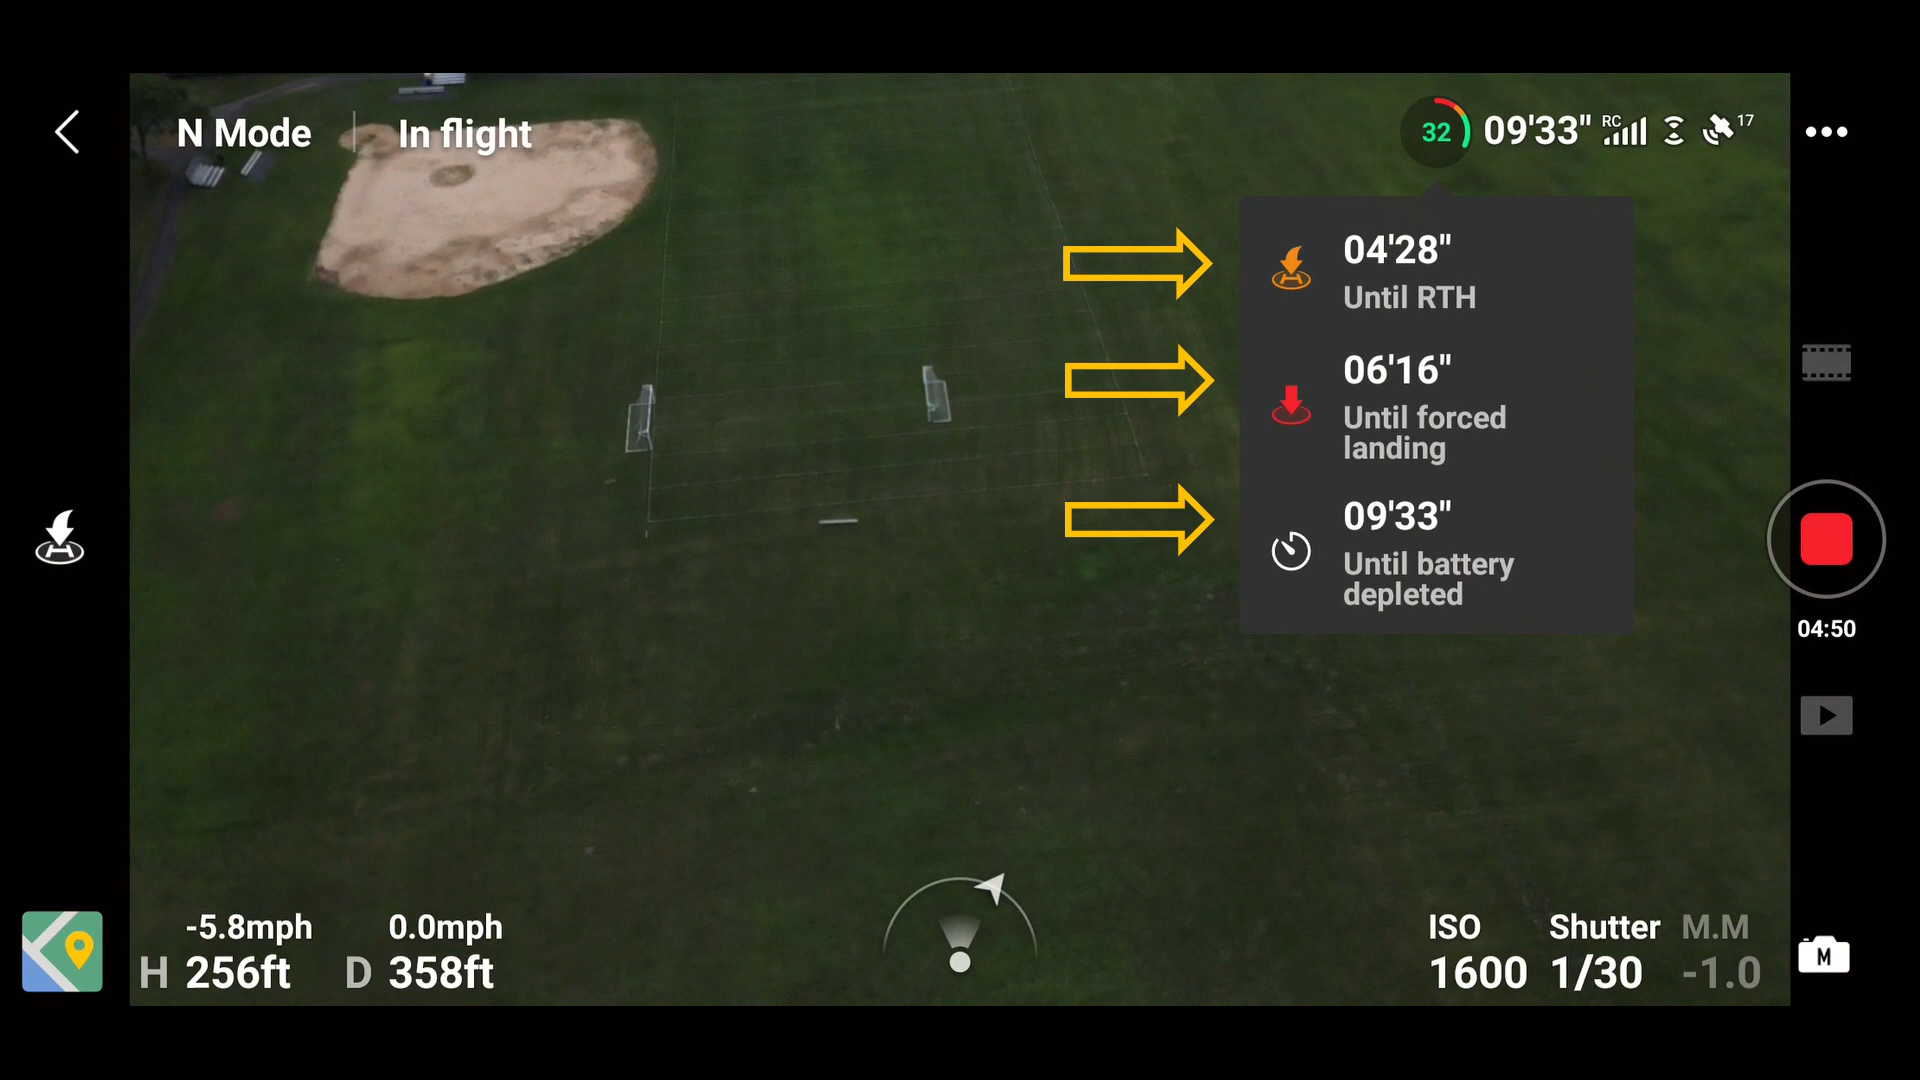 N Mode
In flight
32
09'33"
RC
17
04'28"
Until RTH
06'16"
Until forced
landing
09'33"
Until battery
depleted
04:50
-5.8mph
0.0mph
H 256ft
D 358ft
ISO
Shutter
M.M
1600
1/30
-1.0
M